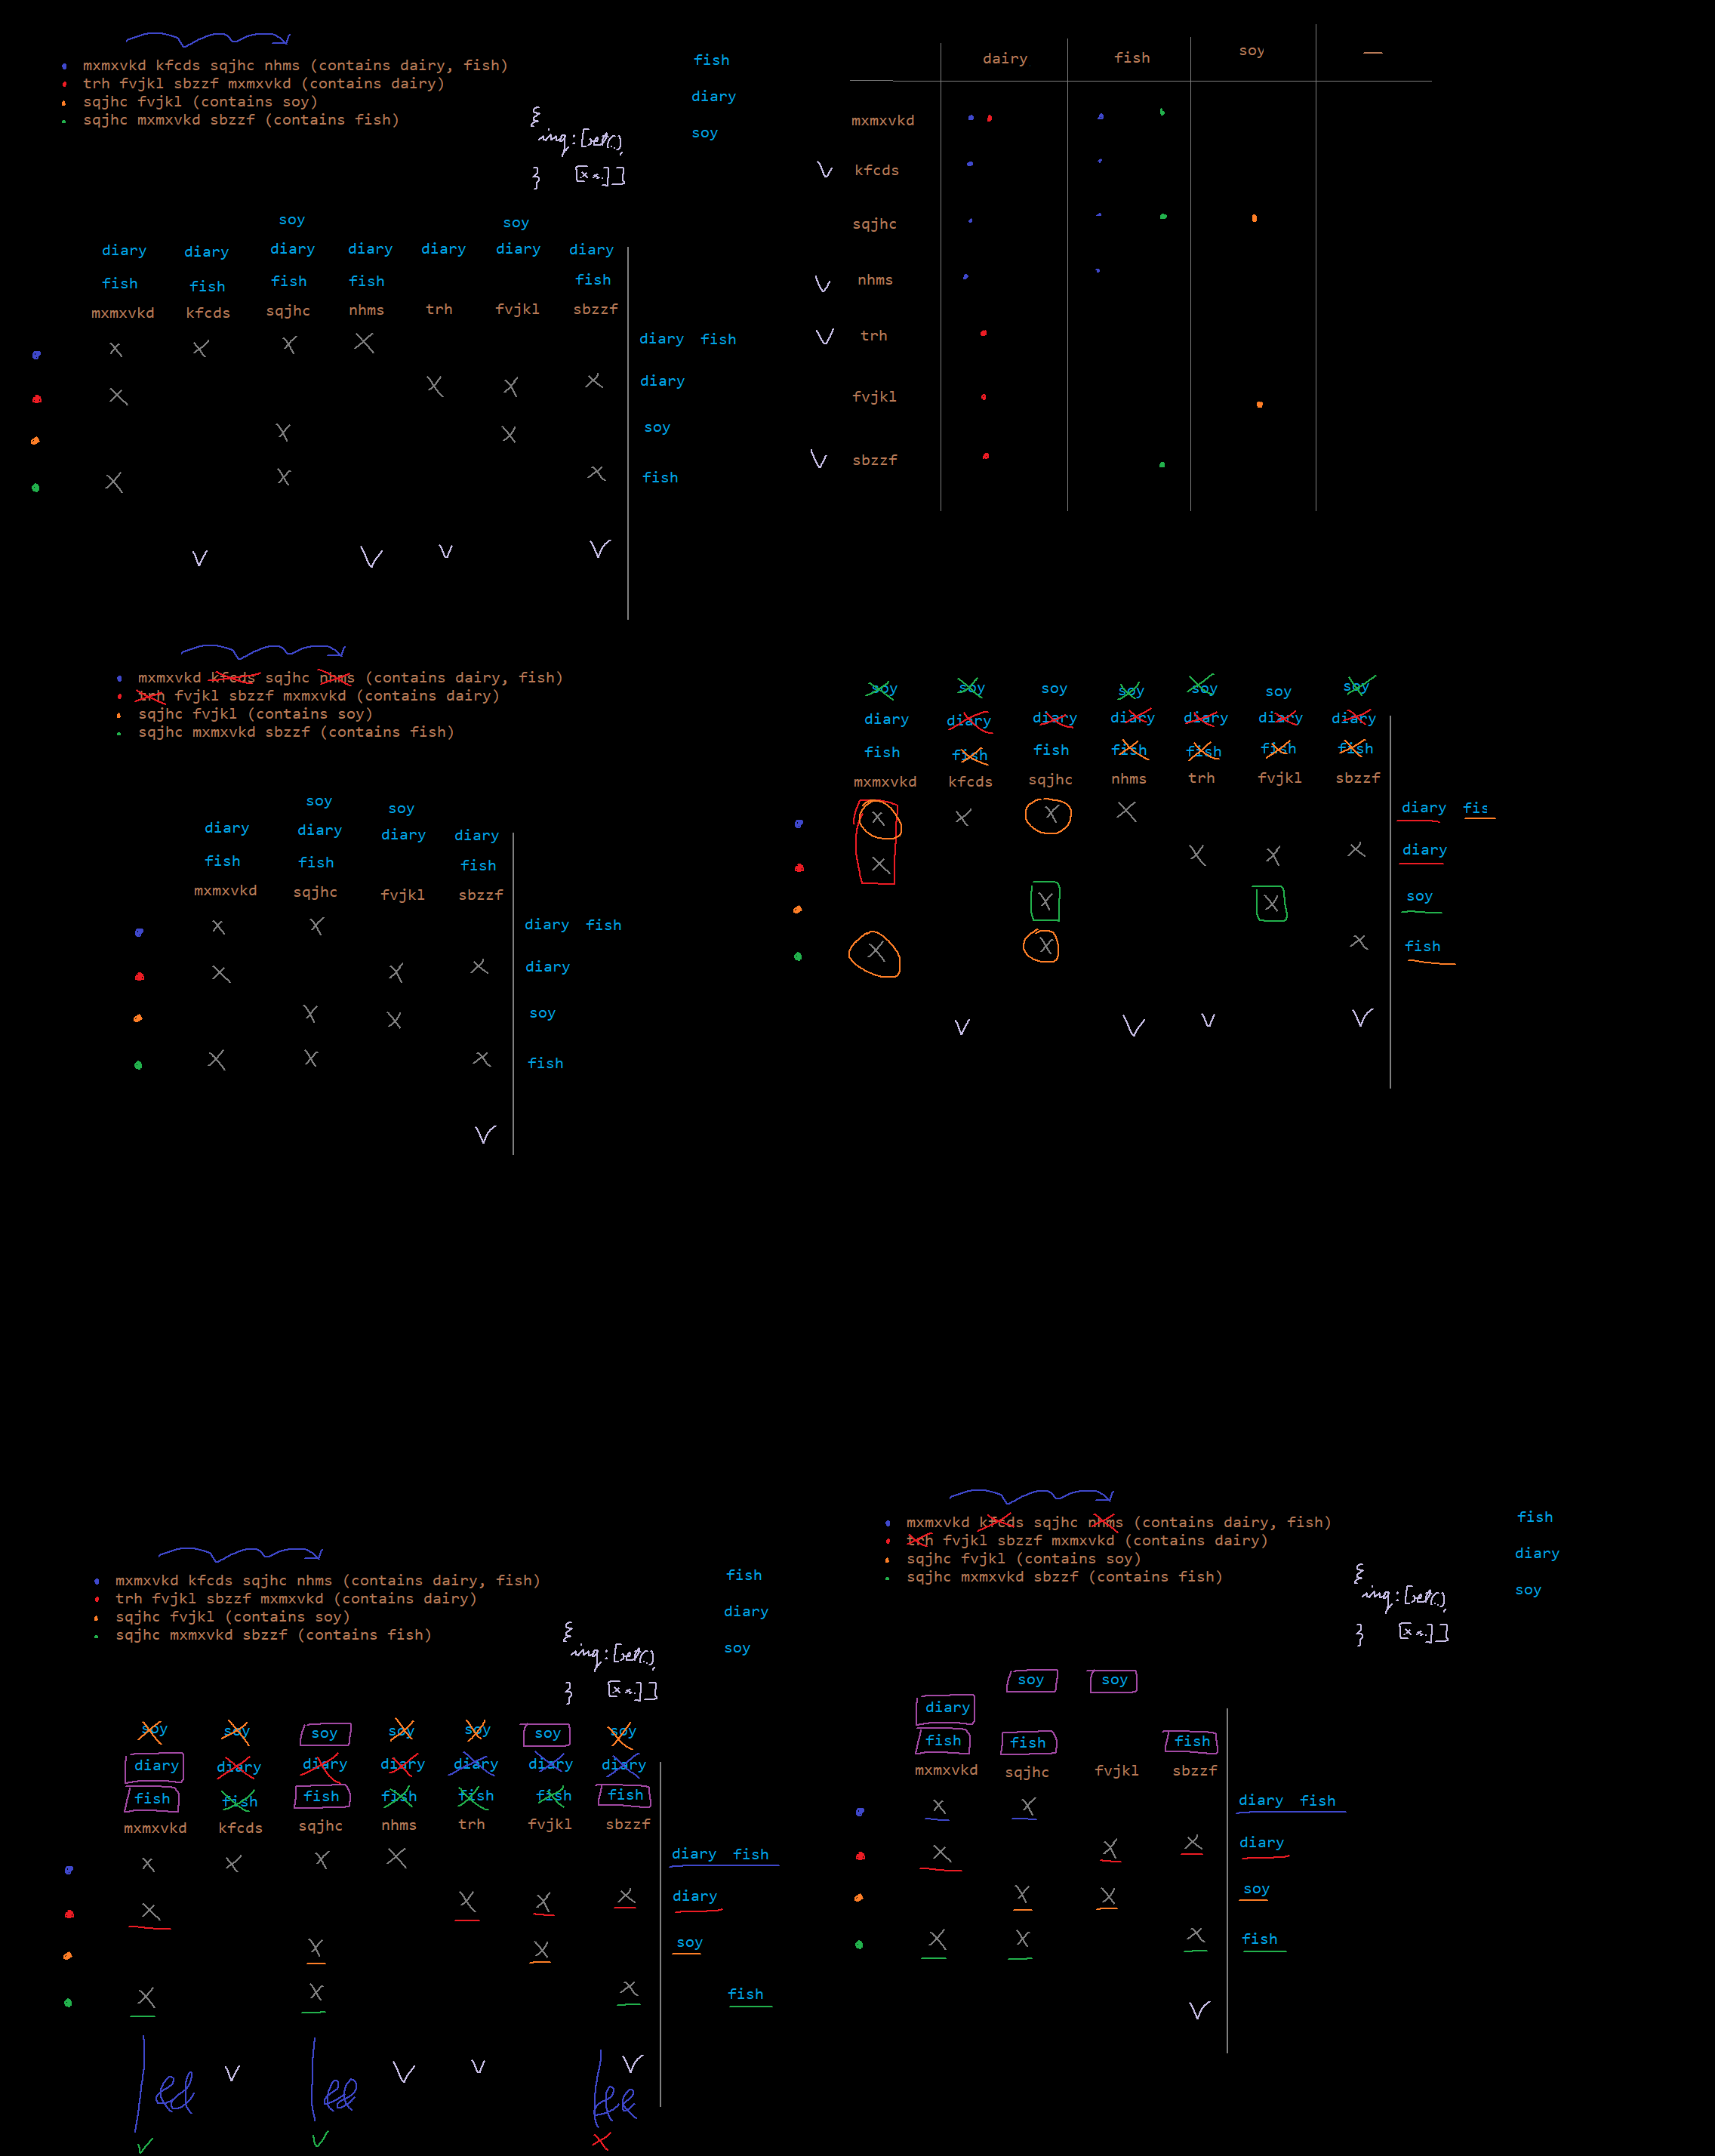 mxmxvkd kfcds sqjhc nhms (contains dairy, fish)
trh fvjkl sbzzf mxmxvkd (contains dairy)
sqjhc fvjkl (contains soy)
sqjhc mxmxvkd sbzzf (contains fish)
fish
diary
soy
{
ing:[set(.),
} [x x.]]
soy soy
diary diary diary diary diary diary diary
fish fish fish fish fish
mxmxvkd kfcds sqjhc nhms trh fvjkl sbzzf
x x x x diary fish
x x x x diary
x x soy
x x x fish
V V V V
dairy fish soy —
mxmxvkd
V kfcds
sqjhc
V nhms
V trh
fvjkl
V sbzzf
mxmxvkd kfcds sqjhc nhms (contains dairy, fish)
trh fvjkl sbzzf mxmxvkd (contains dairy)
sqjhc fvjkl (contains soy)
sqjhc mxmxvkd sbzzf (contains fish)
soy soy
diary diary diary diary
fish fish fish
mxmxvkd sqjhc fvjkl sbzzf
x x diary fish
x x x diary
x x soy
x x x fish
V
soy soy soy soy soy soy soy
diary diary diary diary diary diary diary
fish fish fish fish fish fish fish
mxmxvkd kfcds sqjhc nhms trh fvjkl sbzzf
x x x x diary fis
x x x x diary
x x soy
x x x fish
V V V V
mxmxvkd kfcds sqjhc nhms (contains dairy, fish)
trh fvjkl sbzzf mxmxvkd (contains dairy)
sqjhc fvjkl (contains soy)
sqjhc mxmxvkd sbzzf (contains fish)
fish
diary
soy
{
ing:[set(.),
} [x x.]]
soy soy soy soy soy soy soy
diary diary diary diary diary diary diary
fish fish fish fish fish fish fish
mxmxvkd kfcds sqjhc nhms trh fvjkl sbzzf
x x x x diary fish
x x x x diary
x x soy
x x x fish
V V V V
&& && &&
x
mxmxvkd kfcds sqjhc nhms (contains dairy, fish)
trh fvjkl sbzzf mxmxvkd (contains dairy)
sqjhc fvjkl (contains soy)
sqjhc mxmxvkd sbzzf (contains fish)
fish
diary
soy
{
ing:[set(.),
} [x x.]]
soy soy
diary
fish fish fish
mxmxvkd sqjhc fvjkl sbzzf
x x diary fish
x x x diary
x x soy
x x x fish
V